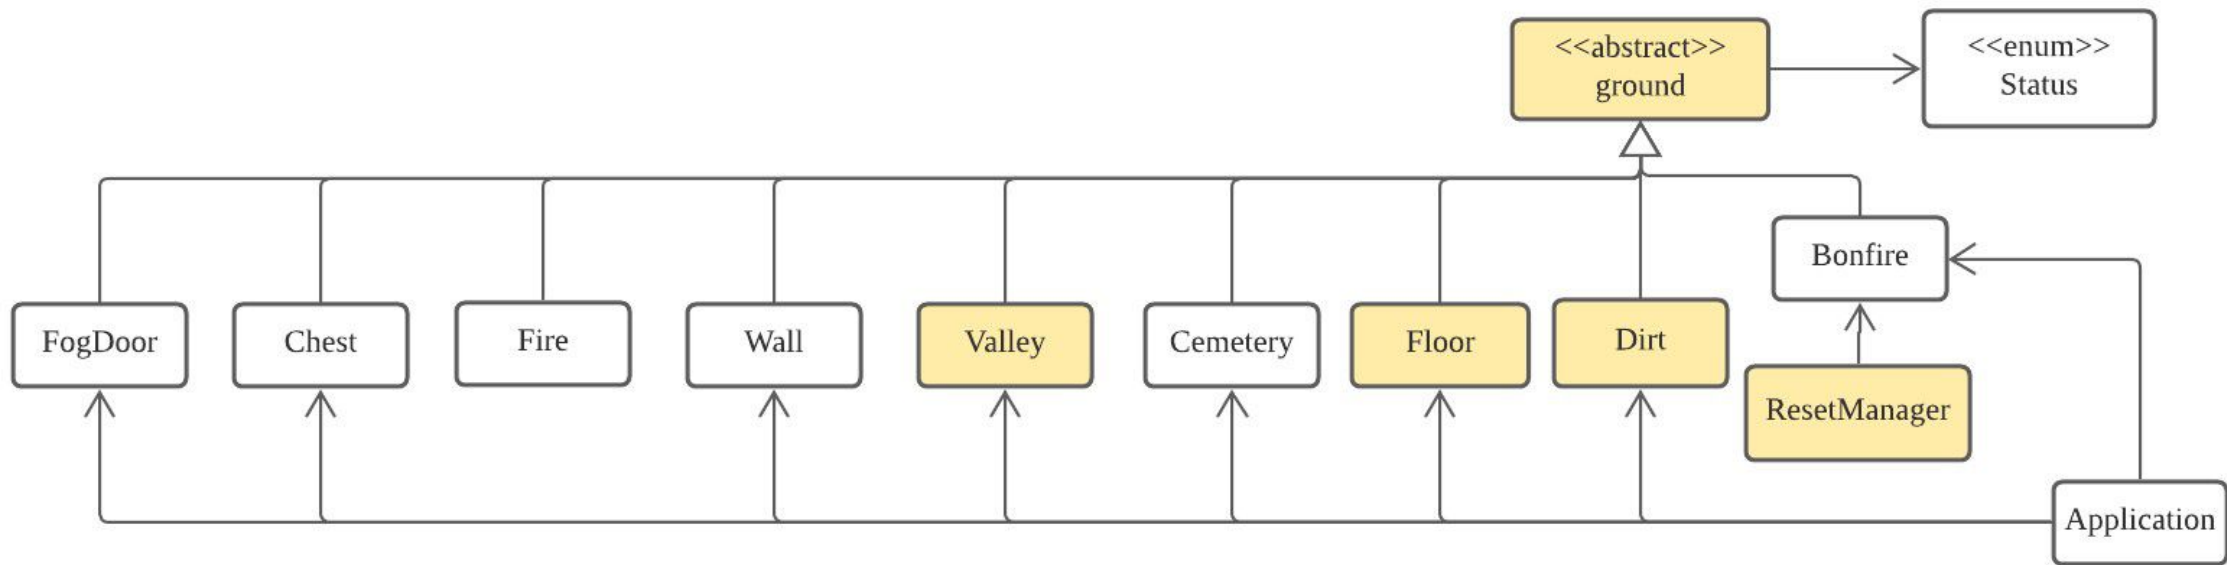 <<abstract>>
ground
<<enum>>
Status
Bonfire
FogDoor
Chest
Fire
Wall
Valley
Cemetery
Floor
Dirt
ResetManager
Application